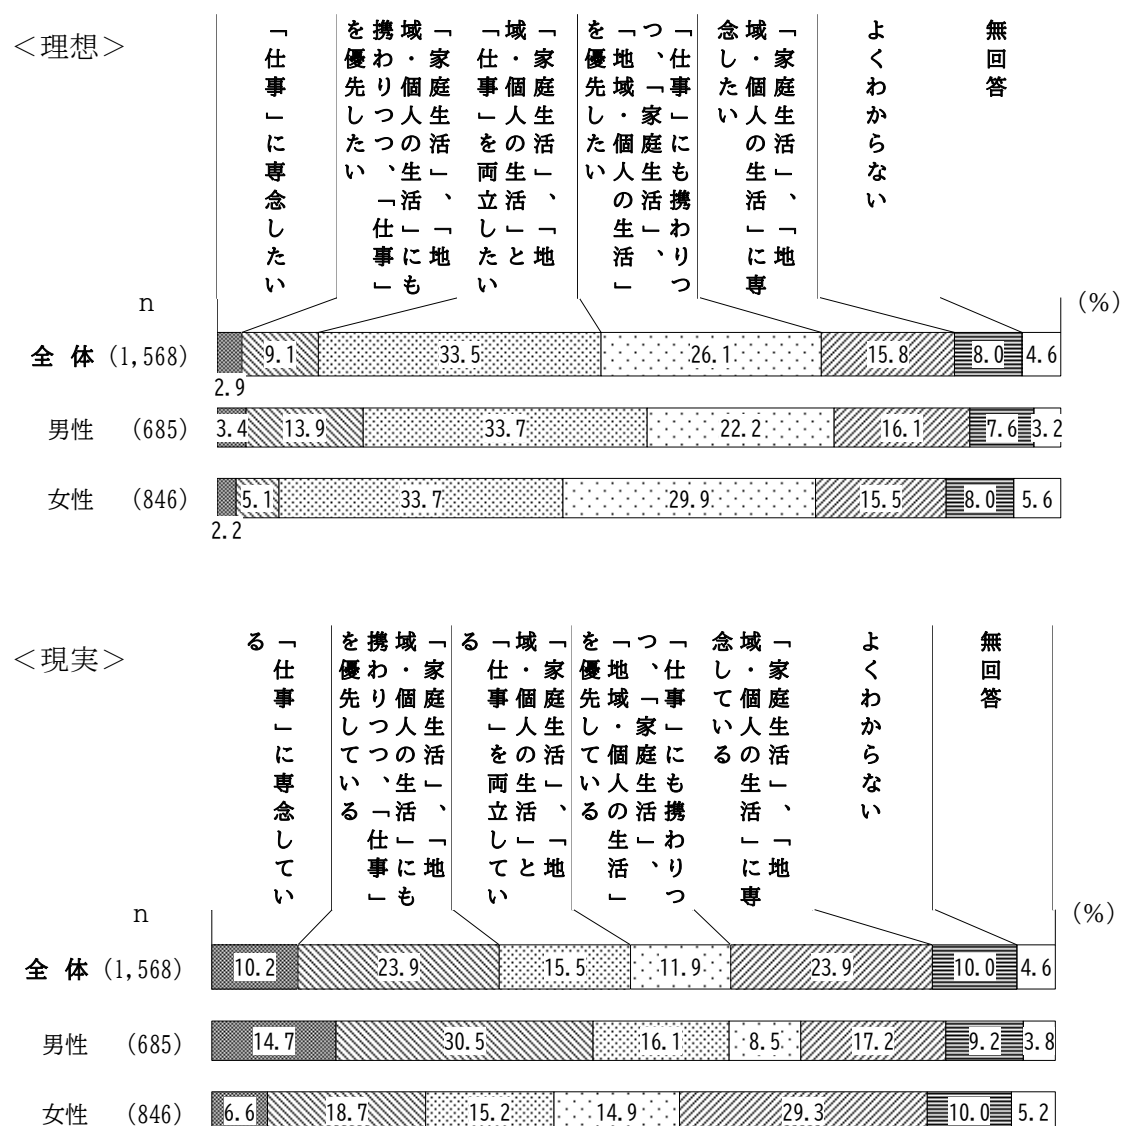 ＜理想＞
「仕事」に専念したい
「家庭生活」、「地
域・個人の生活」にも
携わりつつ、「仕事」
を優先したい
「家庭生活」、「地
域・個人の生活」と
「仕事」を両立したい
「仕事」にも携わりつ
つ、「家庭生活」、
「地域・個人の生活」
を優先したい
「家庭生活」、「地
域・個人の生活」に専
念したい
よくわからない
無回答
n
(%)
全 体 (1,568)
2.9
9.1
33.5
26.1
15.8
8.0
4.6
男性 (685)
3.4
13.9
33.7
22.2
16.1
7.6
3.2
女性 (846)
2.2
5.1
33.7
29.9
15.5
8.0
5.6
＜現実＞
「仕事」に専念してい
る
「家庭生活」、「地
域・個人の生活」にも
携わりつつ、「仕事」
を優先している
「家庭生活」、「地
域・個人の生活」と
「仕事」を両立してい
る
「仕事」にも携わりつ
つ、「家庭生活」、
「地域・個人の生活」
を優先している
「家庭生活」、「地
域・個人の生活」に専
念している
よくわからない
無回答
n
(%)
全 体 (1,568)
10.2
23.9
15.5
11.9
23.9
10.0
4.6
男性 (685)
14.7
30.5
16.1
8.5
17.2
9.2
3.8
女性 (846)
6.6
18.7
15.2
14.9
29.3
10.0
5.2